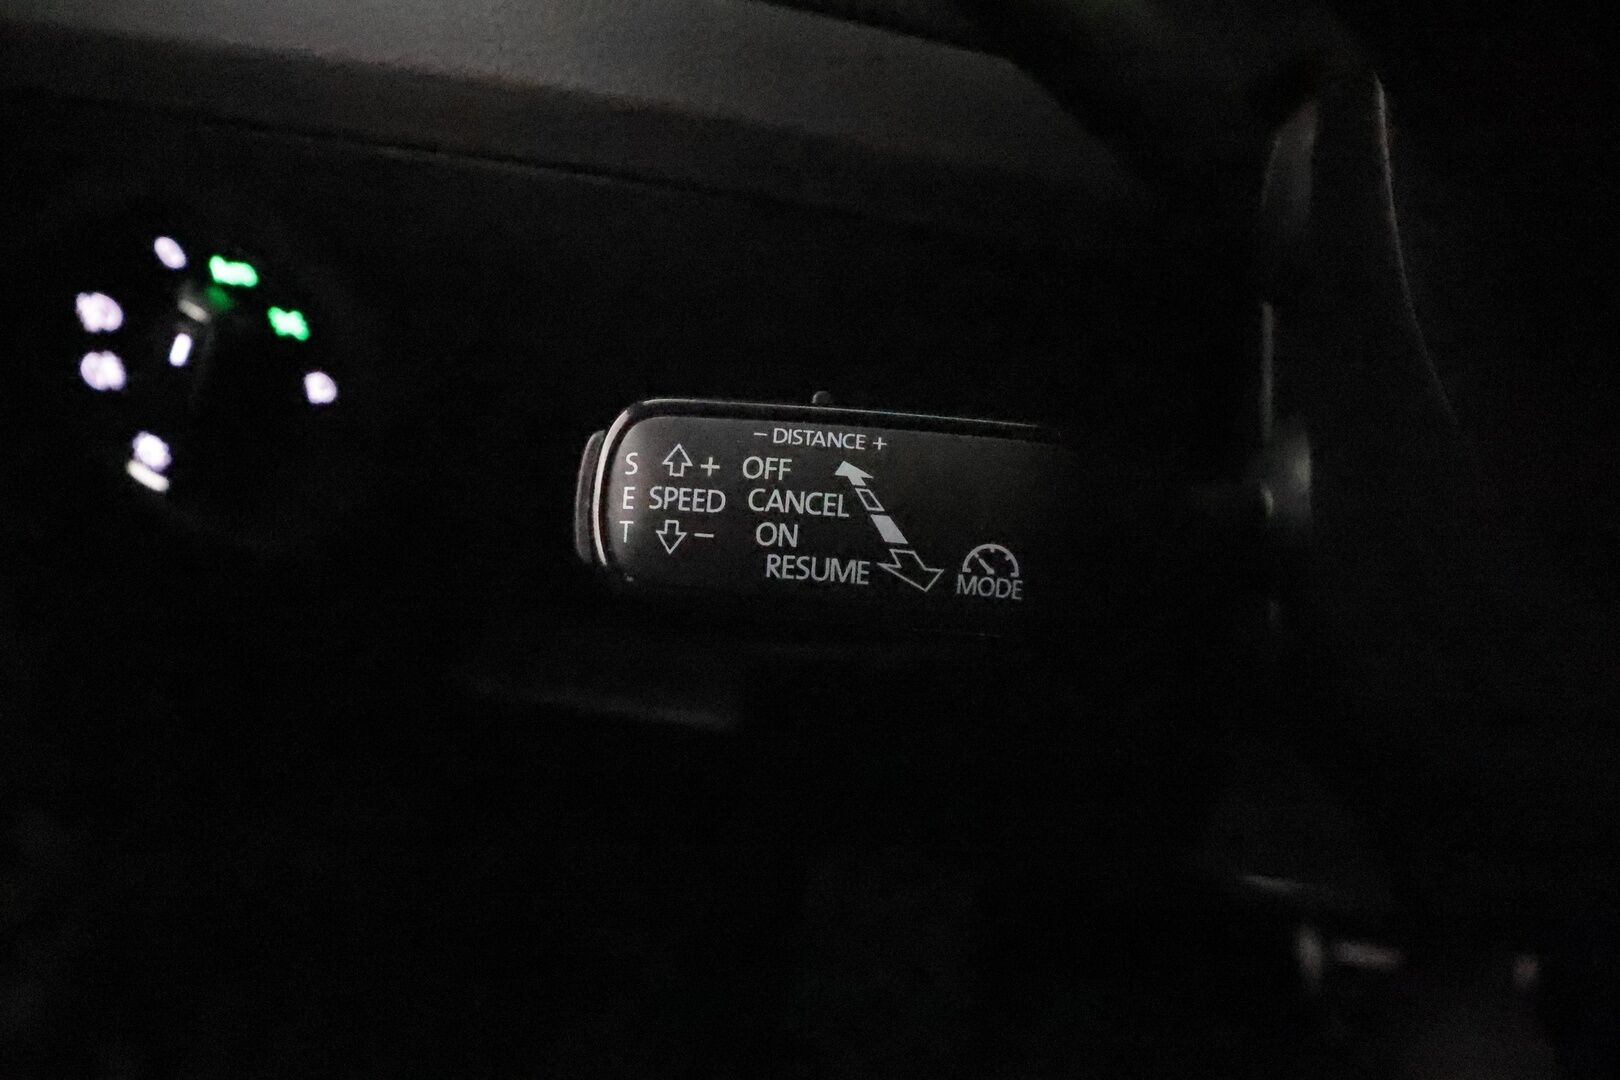 – DISTANCE +
S + OFF
E SPEED CANCEL
T – ON
RESUME
MODE